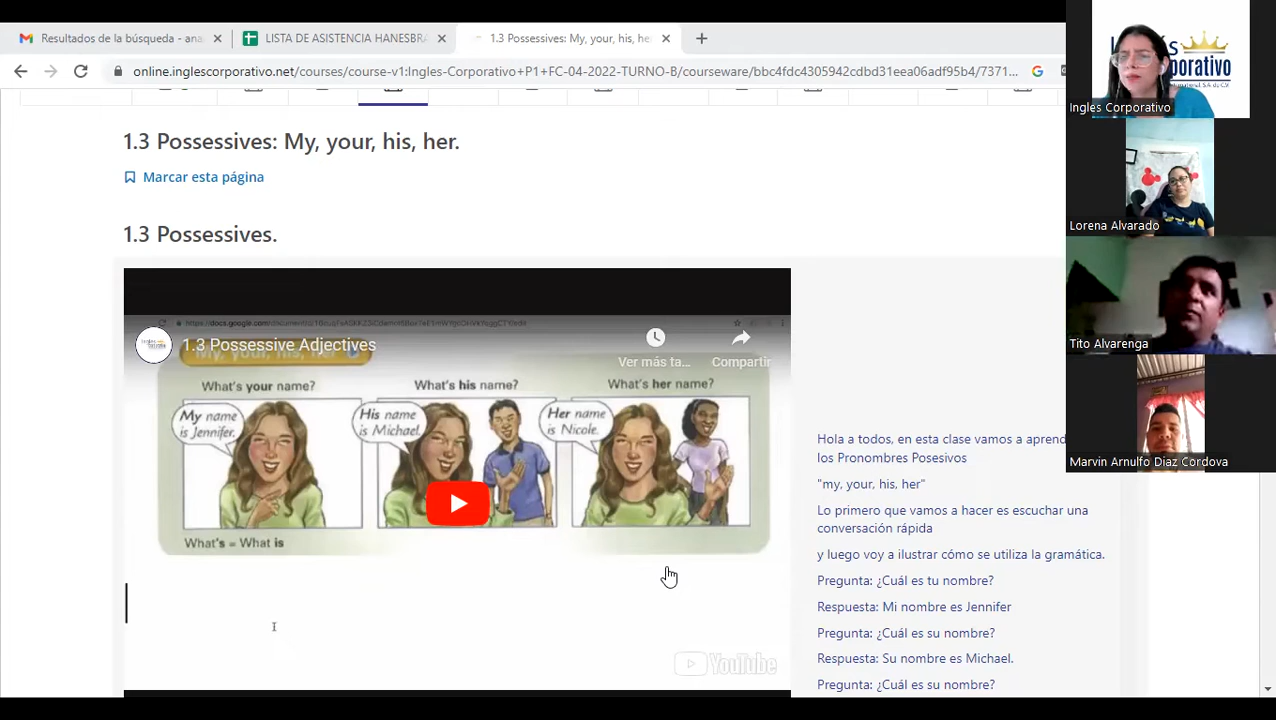 Resultados de la búsqueda - ana
LISTA DE ASISTENCIA HANESBRA
1.3 Possessives: My, your, his, he
online.inglescorporativo.net/courses/course-v1:Ingles-Corporativo+P1+FC-04-2022-TURNO-B/courseware/bbc4fdc4305942cdbd31eea06adf95b4/7371...
1.3 Possessives: My, your, his, her.
Marcar esta página
1.3 Possessives.
1.3 Possessive Adjectives
My, your, his, her
Ver más ta...
Compartir
What's your name?
What's his name?
What's her name?
My name
is Jennifer.
His name
is Michael.
Her name
is Nicole.
What's = What is
YouTube
Hola a todos, en esta clase vamos a aprend
los Pronombres Posesivos
"my, your, his, her"
Lo primero que vamos a hacer es escuchar una
conversación rápida
y luego voy a ilustrar cómo se utiliza la gramática.
Pregunta: ¿Cuál es tu nombre?
Respuesta: Mi nombre es Jennifer
Pregunta: ¿Cuál es su nombre?
Respuesta: Su nombre es Michael.
Pregunta: ¿Cuál es su nombre?
Ingles Corporativo
Lorena Alvarado
Tito Alvarenga
Marvin Arnulfo Diaz Cordova